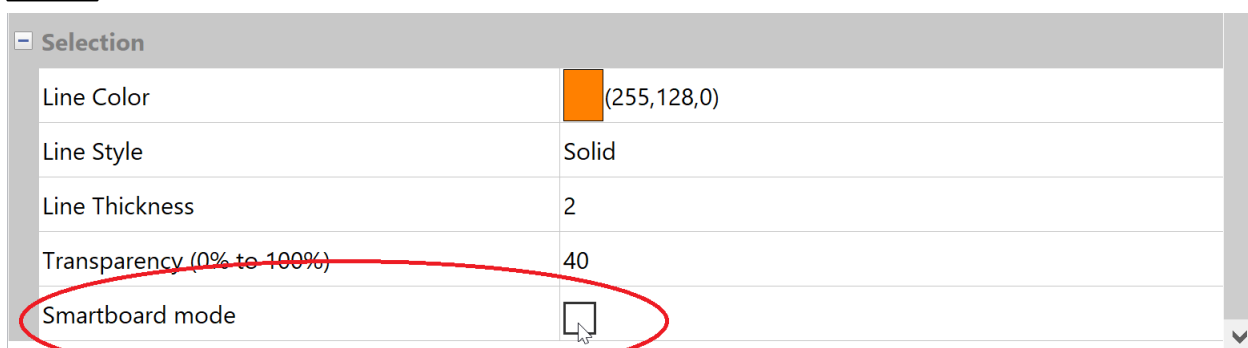 Selection
Line Color (255,128,0)
Line Style Solid
Line Thickness 2
Transparency (0% to 100%) 40
Smartboard mode